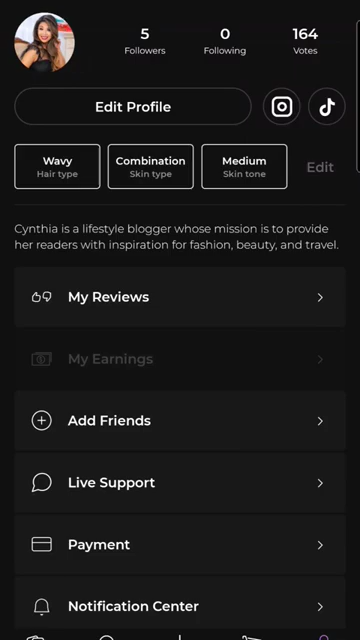 5
Followers
0
Following
164
Votes
Edit Profile
Wavy
Hair type
Combination
Skin type
Medium
Skin tone
Edit
Cynthia is a lifestyle blogger whose mission is to provide
her readers with inspiration for fashion, beauty, and travel.
My Reviews
My Earnings
Add Friends
Live Support
Payment
Notification Center